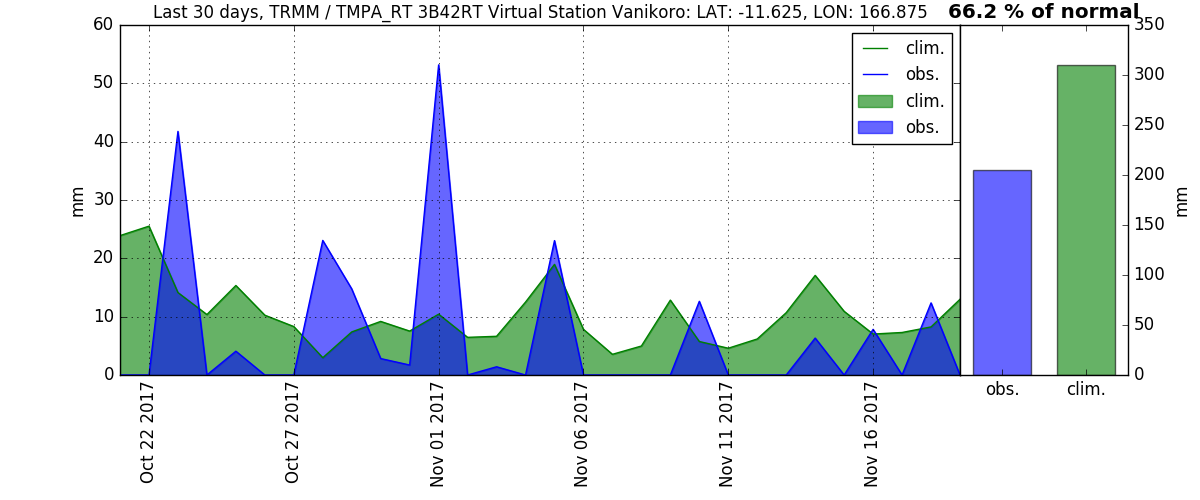 Last 30 days, TRMM / TMPA_RT 3B42RT Virtual Station Vanikoro: LAT: -11.625, LON: 166.875
66.2 % of normal
60
50
40
30
20
10
0
mm
clim.
obs.
clim.
obs.
Oct 22 2017
Oct 27 2017
Nov 01 2017
Nov 06 2017
Nov 11 2017
Nov 16 2017
350
300
250
200
150
100
50
0
mm
obs.
clim.